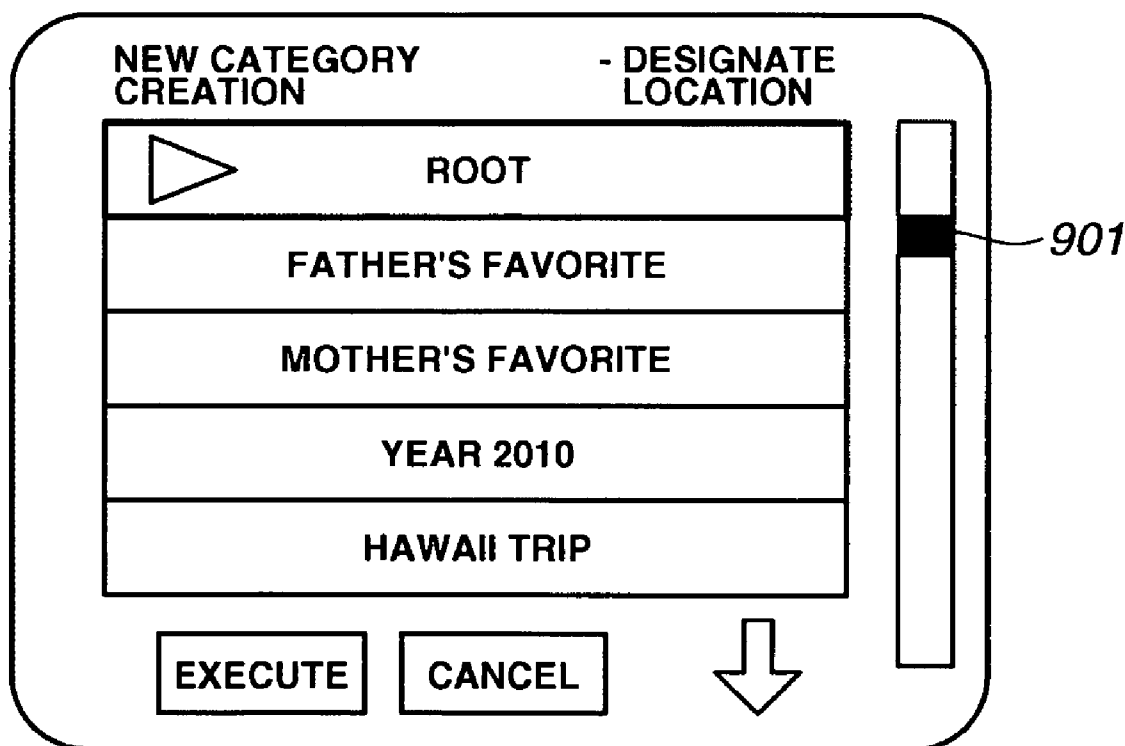 NEW CATEGORY
CREATION
- DESIGNATE
LOCATION
ROOT
FATHER'S FAVORITE
901
MOTHER'S FAVORITE
YEAR 2010
HAWAII TRIP
EXECUTE
CANCEL